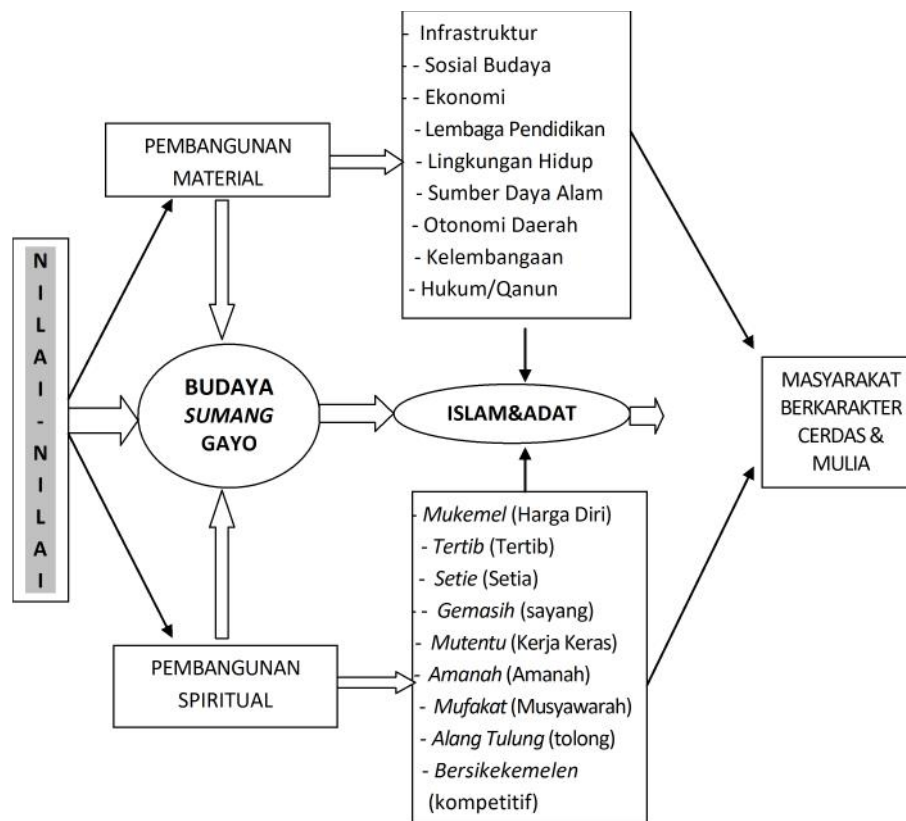 NILAI-NILAI
PEMBANGUNAN
MATERIAL
- Infrastruktur
- - Sosial Budaya
- - Ekonomi
- Lembaga Pendidikan
- Lingkungan Hidup
- Sumber Daya Alam
- Otonomi Daerah
- Kelembangaan
- Hukum/Qanun
BUDAYA
SUMANG
GAYO
ISLAM&ADAT
MASYARAKAT
BERKARAKTER
CERDAS &
MULIA
PEMBANGUNAN
SPIRITUAL
- Mukemel (Harga Diri)
- Tertib (Tertib)
- Setie (Setia)
- - Gemasih (sayang)
- Mutentu (Kerja Keras)
- Amanah (Amanah)
- Mufakat (Musyawarah)
- Alang Tulung (tolong)
- Bersikekemelen
(kompetitif)